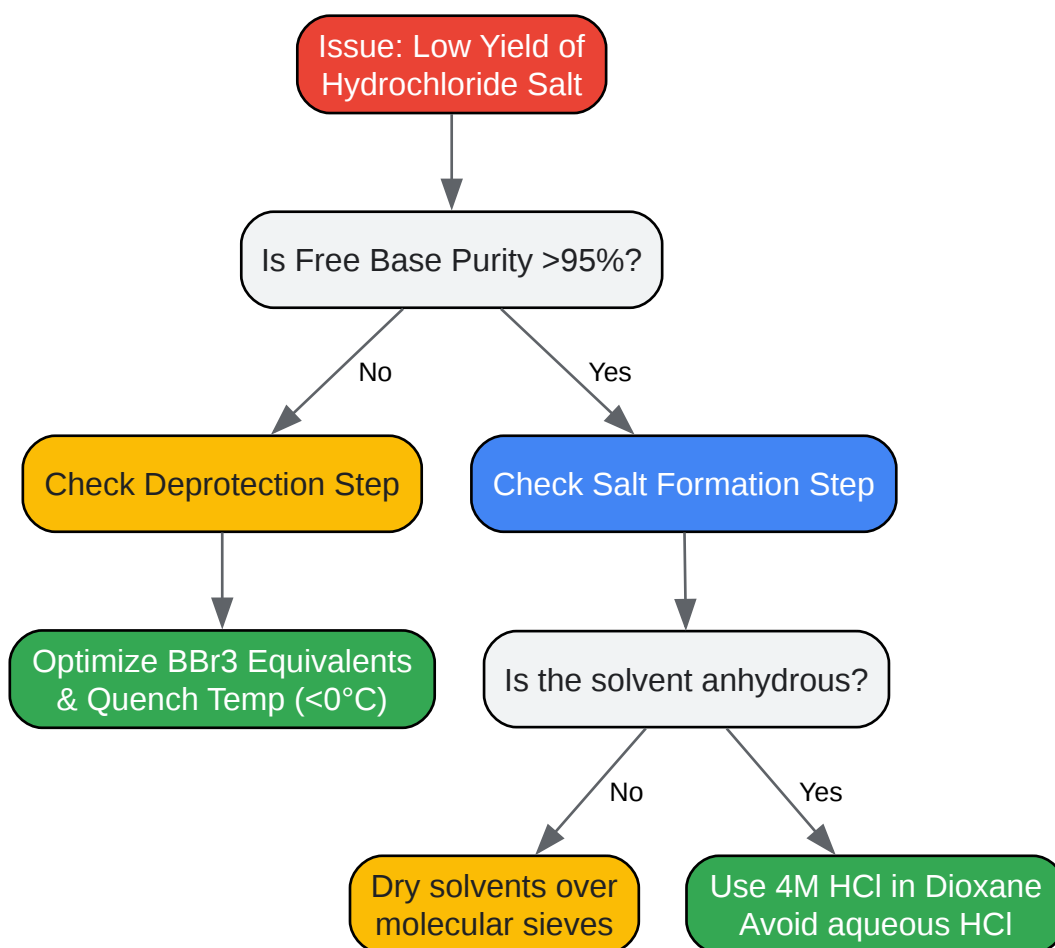 Issue: Low Yield of
Hydrochloride Salt
Is Free Base Purity >95%?
No
Yes
Check Deprotection Step
Check Salt Formation Step
Optimize BBr3 Equivalents
& Quench Temp (<0°C)
Is the solvent anhydrous?
No
Yes
Dry solvents over
molecular sieves
Use 4M HCl in Dioxane
Avoid aqueous HCl